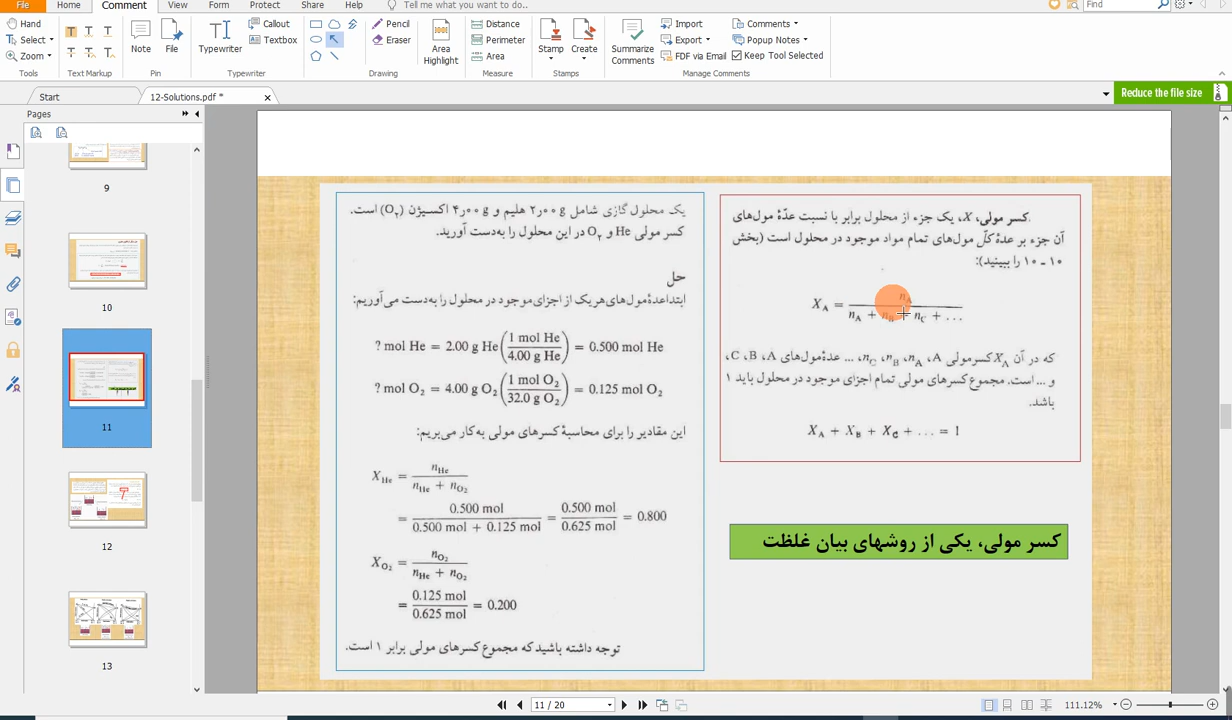 File
Home
Comment
View
Form
Protect
Share
Help
Tell me what you want to do..
Find
Hand
Select
Zoom
Tools
T T T
T T T
Text Markup
Note
File
Pin
Typewriter
Callout
Textbox
Typewriter
Pencil
Eraser
Drawing
Area
Highlight
Distance
Perimeter
Area
Measure
Stamp
Create
Stamps
Summarize
Comments
Import
Export
FDF via Email
Comments
Popup Notes
Keep Tool Selected
Manage Comments
Start
12-Solutions.pdf *
Reduce the file size
Pages
9
10
11
12
13
کسر مولی، X، یک جزء از محلول برابر با نسبت عدّهٔ مول‌های
آن جزء بر عدهٔ کلّ مول‌های تمام مواد موجود در محلول است (بخش
۱۰ ـ ۱۰ را ببینید):
X_A = n_A / (n_A + n_B + n_C + ...)
که در آن X_A کسرمولی A، n_A، n_B، n_C، ... عدهٔ مول‌های A، B، C،
و ... است. مجموع کسرهای مولی تمام اجزای موجود در محلول باید ۱
باشد.
X_A + X_B + X_C + ... = 1
کسر مولی، یکی از روشهای بیان غلظت
یک محلول گازی شامل ۲ر۰۰ g هلیم و ۴ر۰۰ g اکسیژن (O۲) است.
کسر مولی He و O۲ در این محلول را به‌دست آورید.
حل
ابتدا عدهٔ مول‌های هر یک از اجزای موجود در محلول را به دست می‌آوریم:
? mol He = 2.00 g He (1 mol He / 4.00 g He) = 0.500 mol He
? mol O2 = 4.00 g O2 (1 mol O2 / 32.0 g O2) = 0.125 mol O2
این مقادیر را برای محاسبهٔ کسرهای مولی به‌کار می‌بریم:
X_He = n_He / (n_He + n_O2)
= 0.500 mol / (0.500 mol + 0.125 mol) = 0.500 mol / 0.625 mol = 0.800
X_O2 = n_O2 / (n_He + n_O2)
= 0.125 mol / 0.625 mol = 0.200
توجه داشته باشید که مجموع کسرهای مولی برابر ۱ است.
11 / 20
111.12%